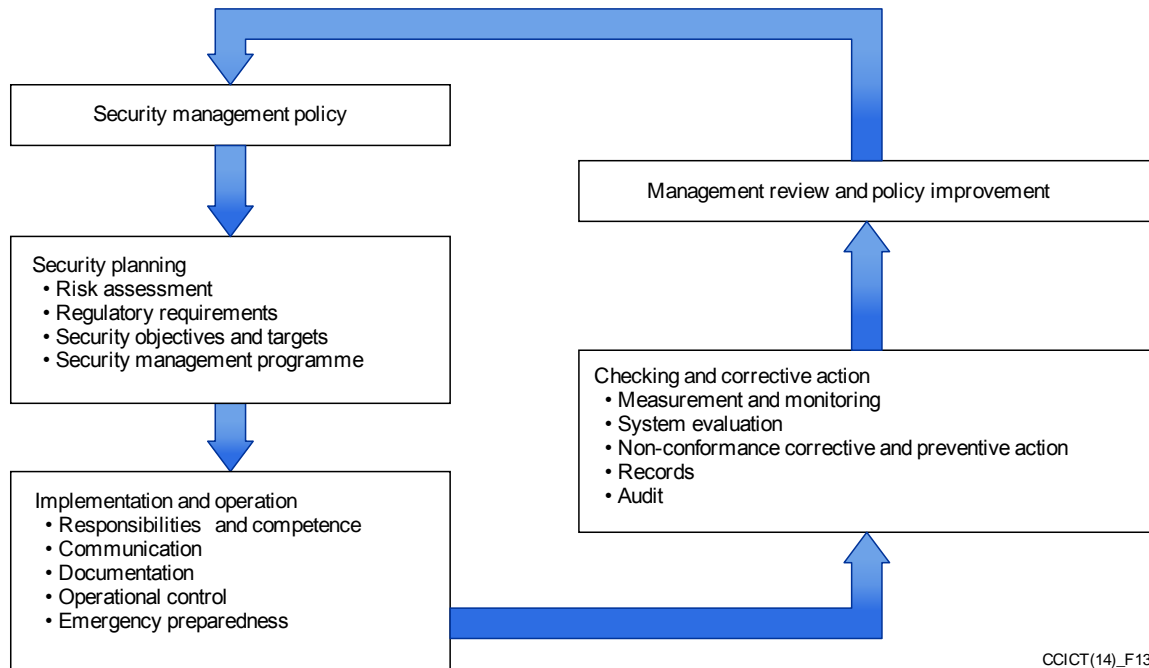 Security management policy
Security planning
• Risk assessment
• Regulatory requirements
• Security objectives and targets
• Security management programme
Implementation and operation
• Responsibilities and competence
• Communication
• Documentation
• Operational control
• Emergency preparedness
Management review and policy improvement
Checking and corrective action
• Measurement and monitoring
• System evaluation
• Non-conformance corrective and preventive action
• Records
• Audit
CCICT(14)_F13